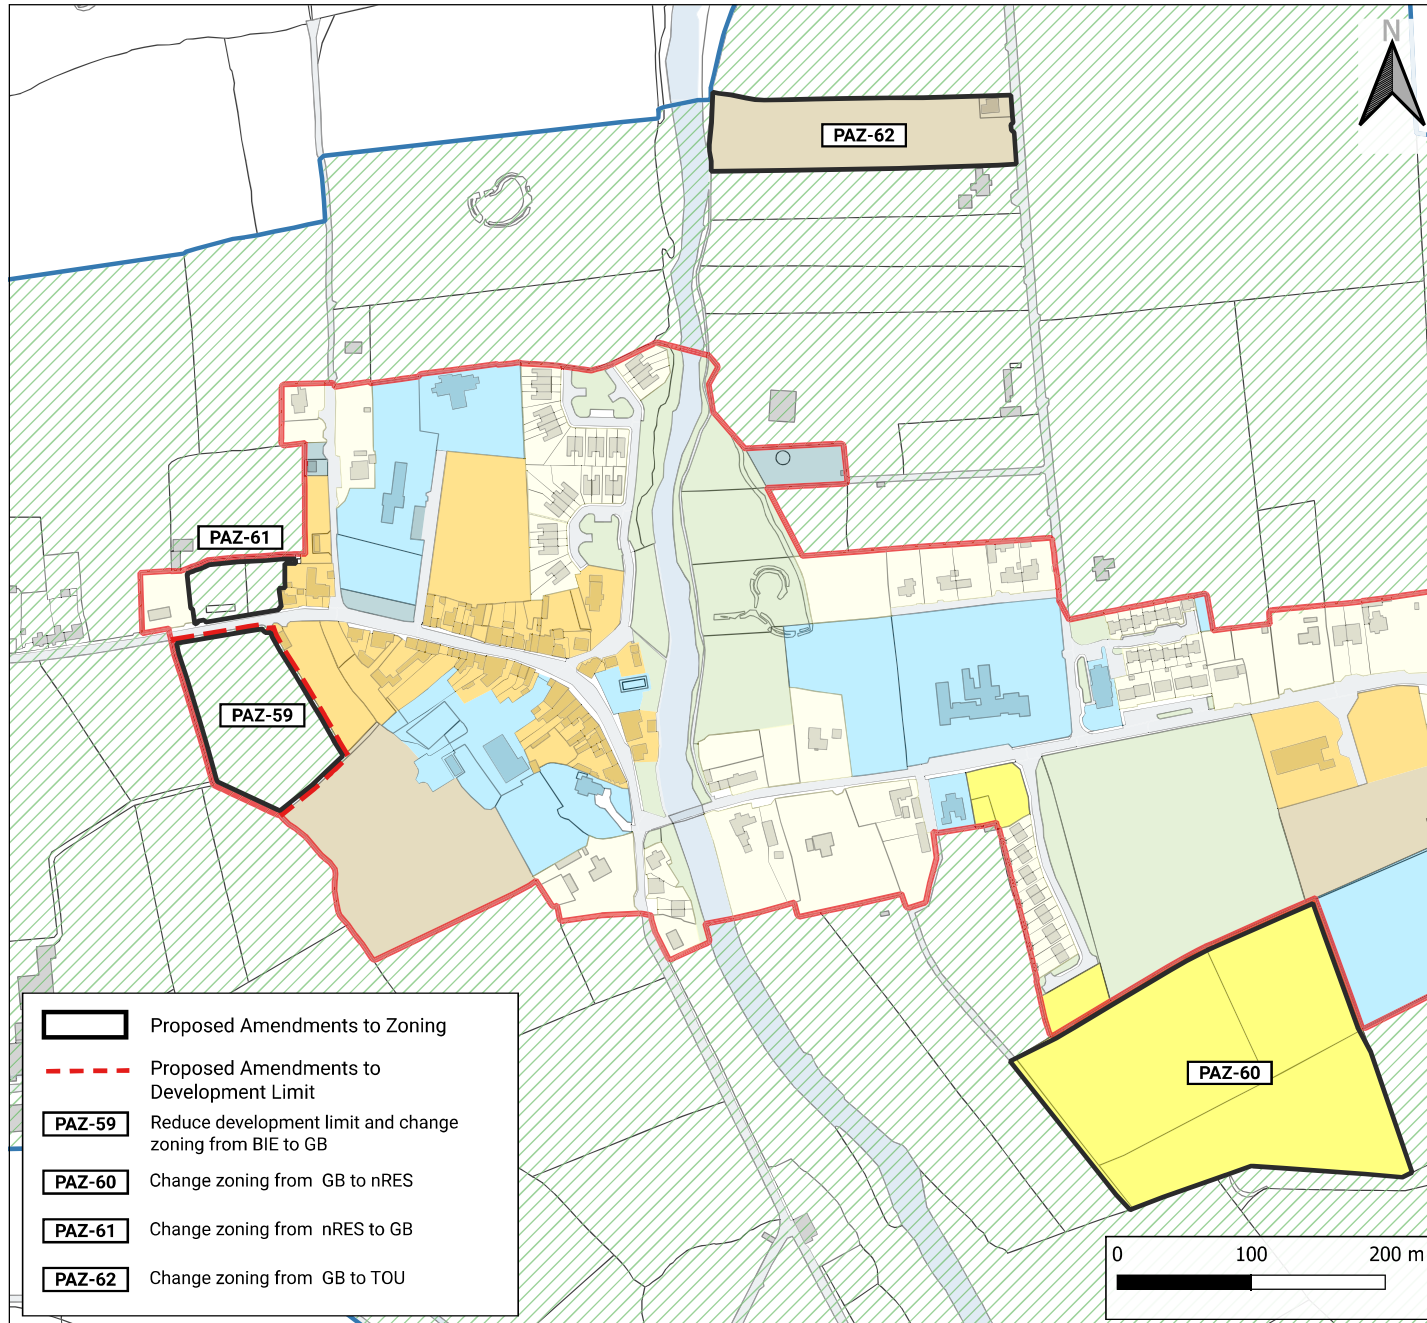 N
PAZ-62
PAZ-61
PAZ-59
PAZ-60
Proposed Amendments to Zoning
Proposed Amendments to
Development Limit
PAZ-59 Reduce development limit and change
zoning from BIE to GB
PAZ-60 Change zoning from GB to nRES
PAZ-61 Change zoning from nRES to GB
PAZ-62 Change zoning from GB to TOU
0 100 200 m